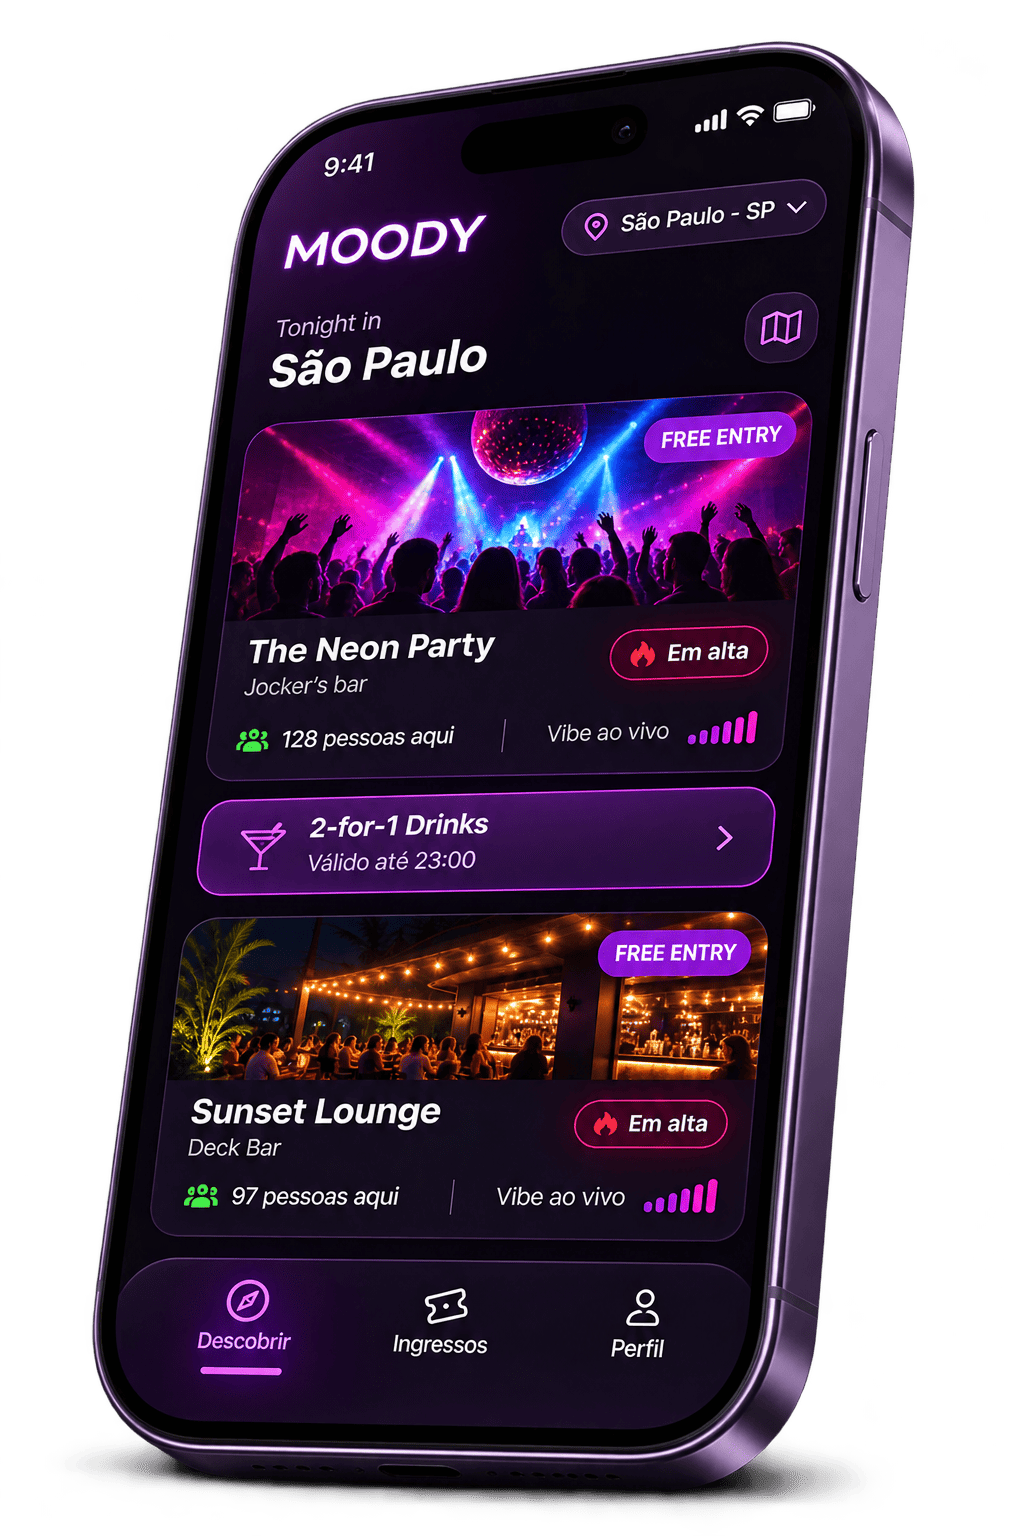 9:41
MOODY
São Paulo - SP
Tonight in
São Paulo
FREE ENTRY
The Neon Party
Em alta
Jocker's bar
128 pessoas aqui
Vibe ao vivo
2-for-1 Drinks
Válido até 23:00
FREE ENTRY
Sunset Lounge
Em alta
Deck Bar
97 pessoas aqui
Vibe ao vivo
Descobrir
Ingressos
Perfil